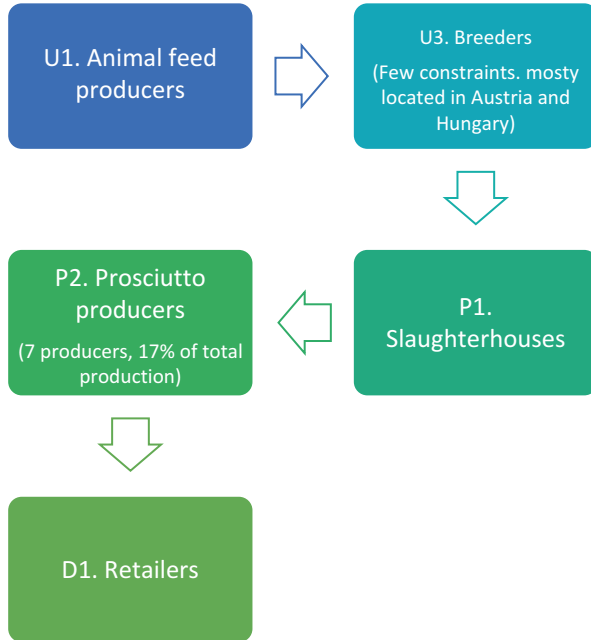 U1. Animal feed
producers
U3. Breeders
(Few constraints. mosty
located in Austria and
Hungary)
P1.
Slaughterhouses
P2. Prosciutto
producers
(7 producers, 17% of total
production)
D1. Retailers